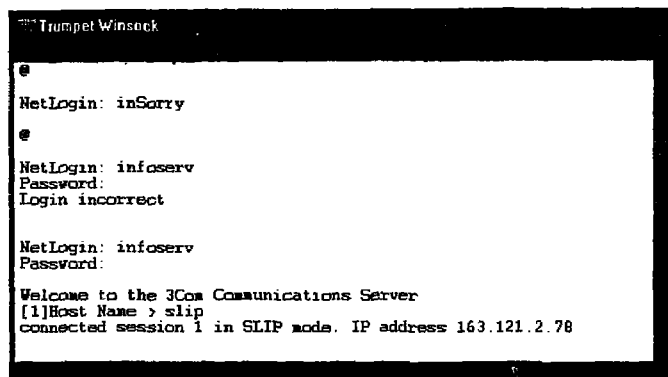 Trumpet Winsock
@
NetLogin: inSorry
@
NetLogin: infoserv
Password:
Login incorrect
NetLogin: infoserv
Password:
Welcome to the 3Com Communications Server
[1]Host Name > slip
connected session 1 in SLIP mode. IP address 163.121.2.78